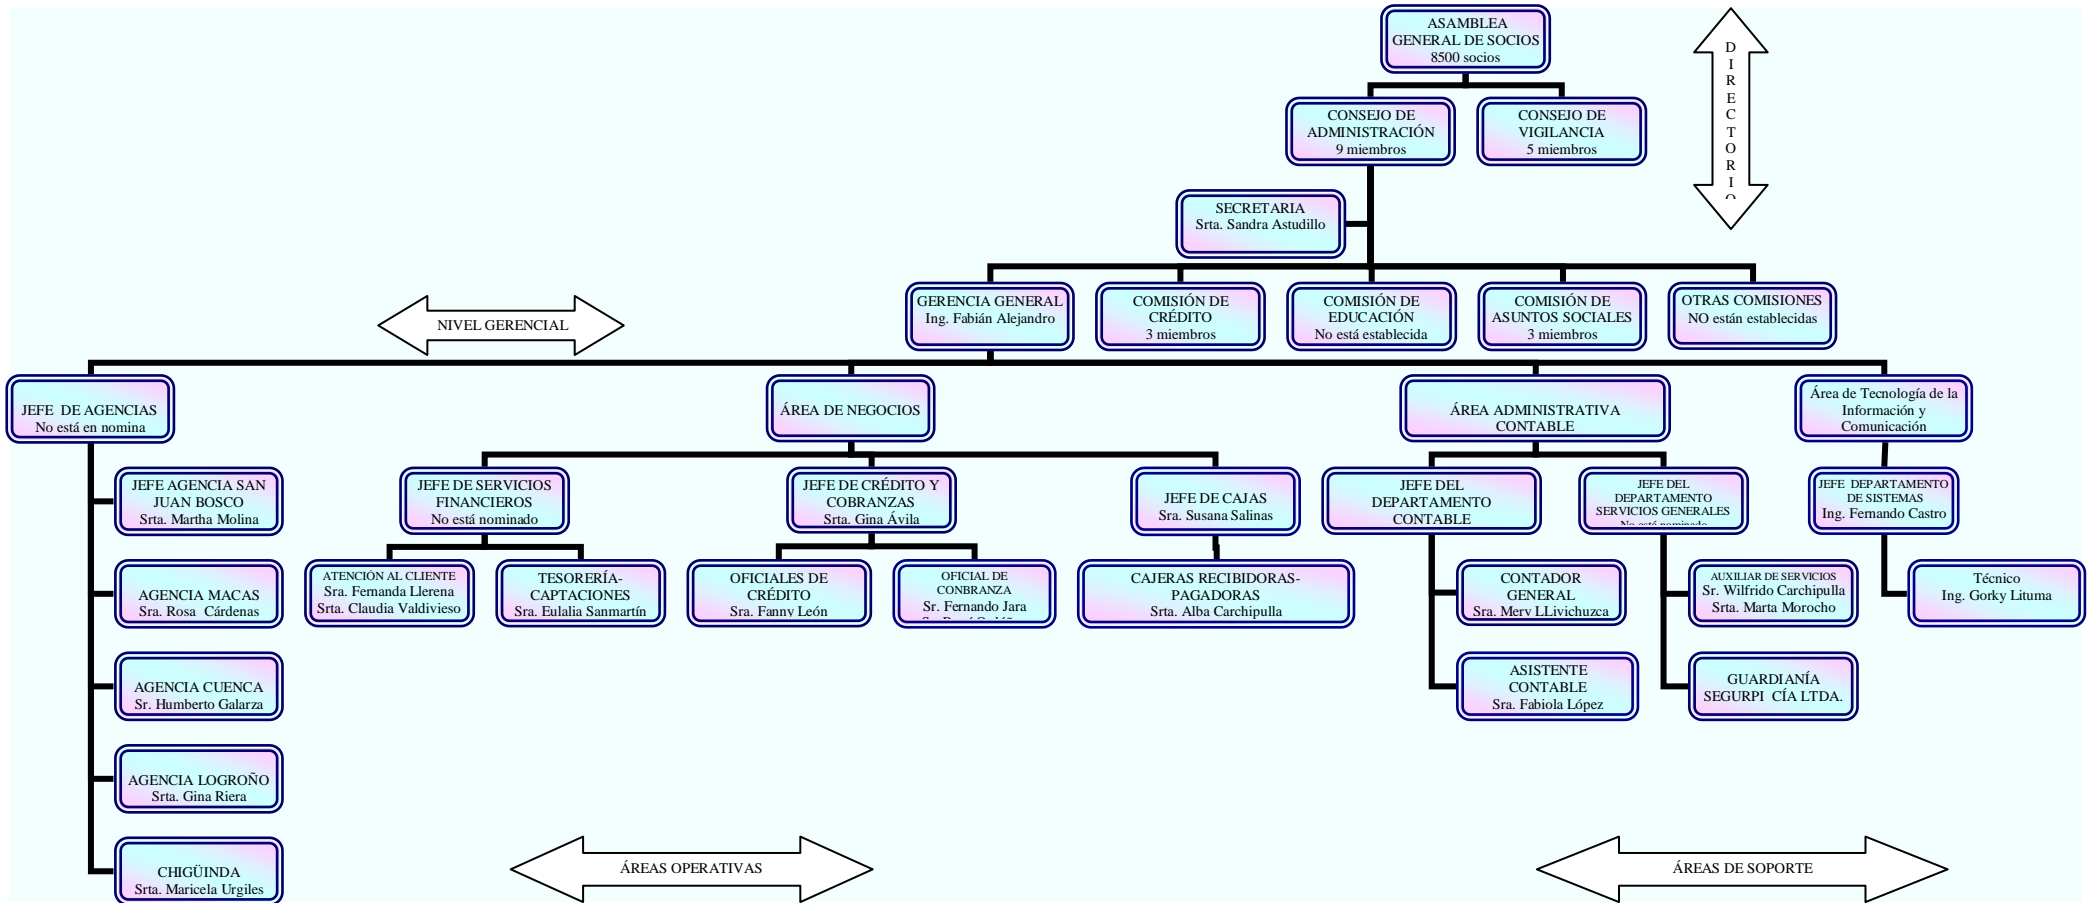 ASAMBLEA
GENERAL DE SOCIOS
8500 socios
DIRECTORIO
CONSEJO DE
ADMINISTRACIÓN
9 miembros
CONSEJO DE
VIGILANCIA
5 miembros
SECRETARIA
Srta. Sandra Astudillo
NIVEL GERENCIAL
GERENCIA GENERAL
Ing. Fabián Alejandro
COMISIÓN DE
CRÉDITO
3 miembros
COMISIÓN DE
EDUCACIÓN
No está establecida
COMISIÓN DE
ASUNTOS SOCIALES
3 miembros
OTRAS COMISIONES
NO están establecidas
JEFE DE AGENCIAS
No está en nomina
ÁREA DE NEGOCIOS
ÁREA ADMINISTRATIVA
CONTABLE
Área de Tecnología de la
Información y
Comunicación
JEFE AGENCIA SAN
JUAN BOSCO
Srta. Martha Molina
JEFE DE SERVICIOS
FINANCIEROS
No está nominado
JEFE DE CRÉDITO Y
COBRANZAS
Srta. Gina Ávila
JEFE DE CAJAS
Sra. Susana Salinas
JEFE DEL
DEPARTAMENTO
CONTABLE
JEFE DEL
DEPARTAMENTO
SERVICIOS GENERALES
No está nominado
JEFE DEPARTAMENTO
DE SISTEMAS
Ing. Fernando Castro
AGENCIA MACAS
Sra. Rosa Cárdenas
ATENCIÓN AL CLIENTE
Sra. Fernanda Llerena
Srta. Claudia Valdivieso
TESORERÍA-
CAPTACIONES
Sra. Eulalia Sanmartín
OFICIALES DE
CRÉDITO
Sra. Fanny León
OFICIAL DE
CONBRANZA
Sr. Fernando Jara
CAJERAS RECIBIDORAS-
PAGADORAS
Srta. Alba Carchipulla
CONTADOR
GENERAL
Sra. Mery LLivichuzca
AUXILIAR DE SERVICIOS
Sr. Wilfrido Carchipulla
Srta. Marta Morocho
Técnico
Ing. Gorky Lituma
AGENCIA CUENCA
Sr. Humberto Galarza
ASISTENTE
CONTABLE
Sra. Fabiola López
GUARDIANÍA
SEGURPI CÍA LTDA.
AGENCIA LOGROÑO
Srta. Gina Riera
CHIGÜINDA
Srta. Maricela Urgiles
ÁREAS OPERATIVAS
ÁREAS DE SOPORTE